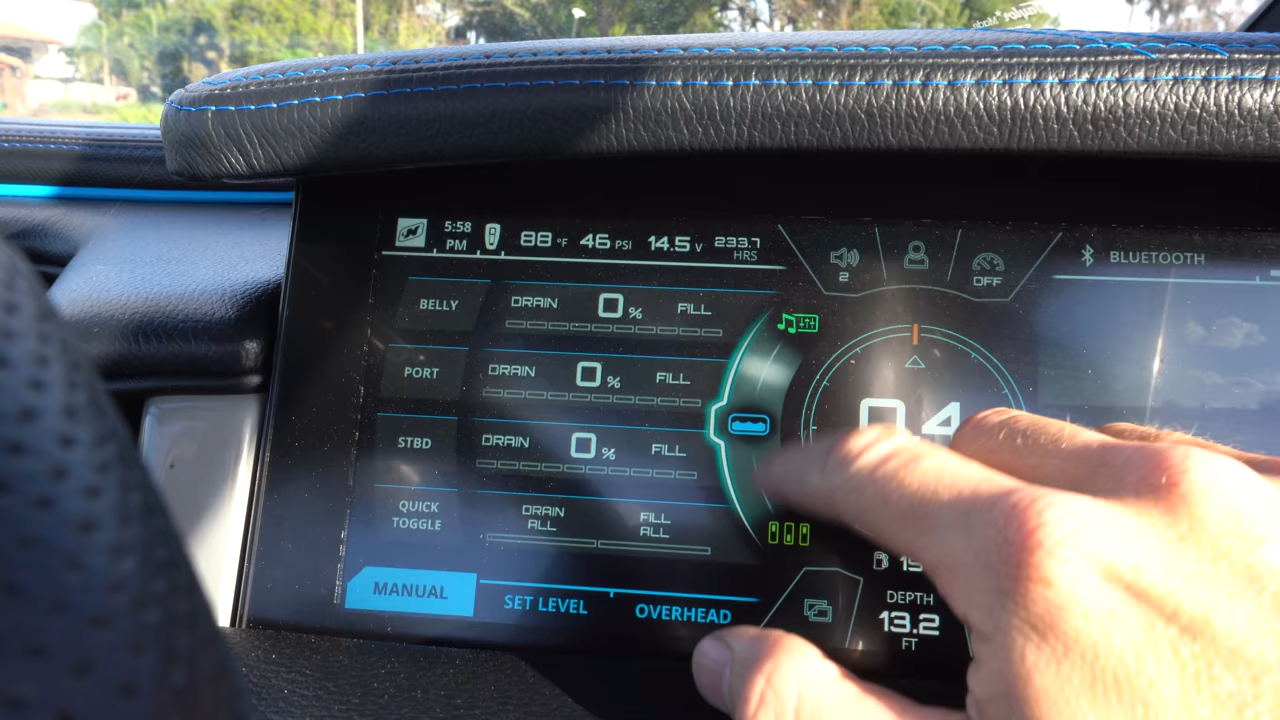 5:58
PM
88 °F
46 PSI
14.5 V
233.7
HRS
2
OFF
BLUETOOTH
BELLY
DRAIN
0 %
FILL
PORT
DRAIN
0 %
FILL
STBD
DRAIN
0 %
FILL
QUICK
TOGGLE
DRAIN
ALL
FILL
ALL
MANUAL
SET LEVEL
OVERHEAD
0.4
DEPTH
13.2
FT